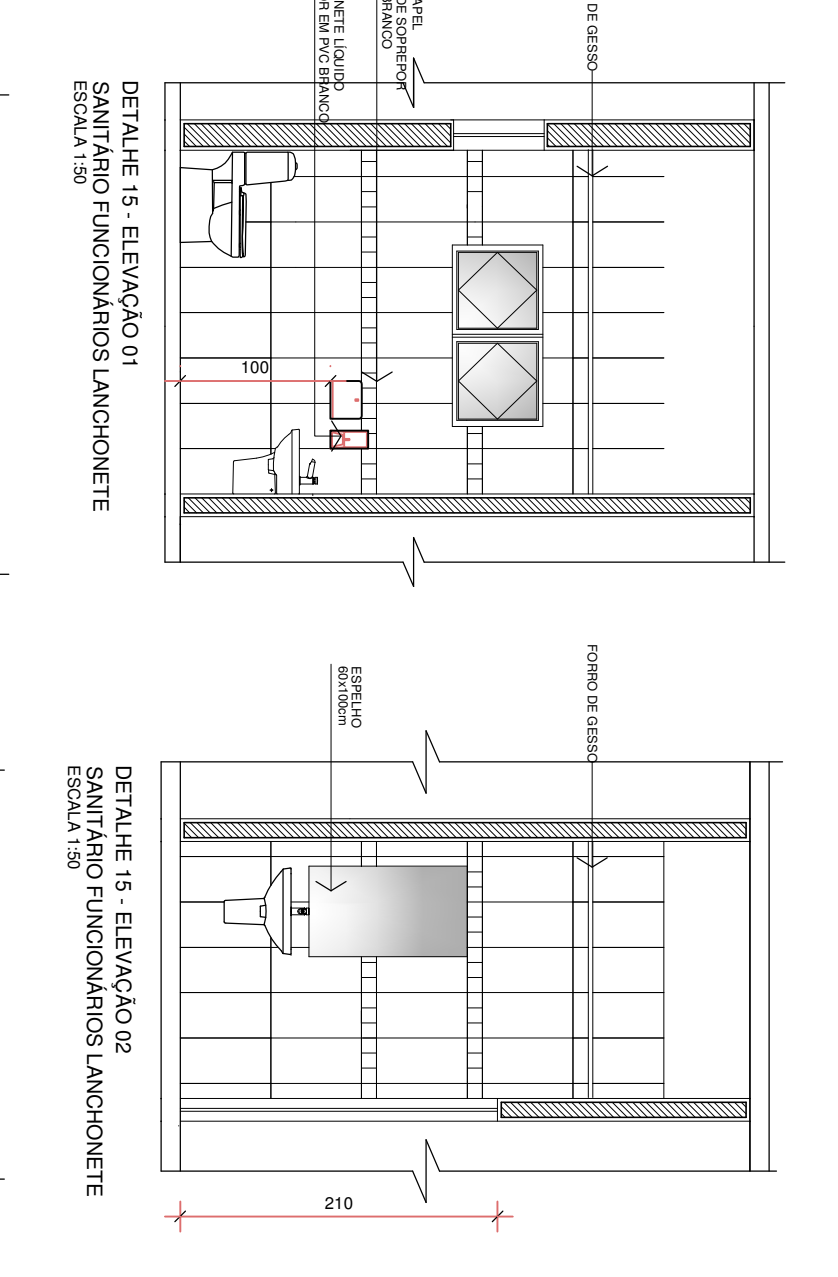 APEL
DE SOPREPOR
BRANCO
NETE LÍQUIDO
R EM PVC BRANCO
DE GESSO
100
DETALHE 15 - ELEVAÇÃO 01
SANITÁRIO FUNCIONÁRIOS LANCHONETE
ESCALA 1:50
FORRO DE GESSO
ESPELHO
60x100cm
210
DETALHE 15 - ELEVAÇÃO 02
SANITÁRIO FUNCIONÁRIOS LANCHONETE
ESCALA 1:50